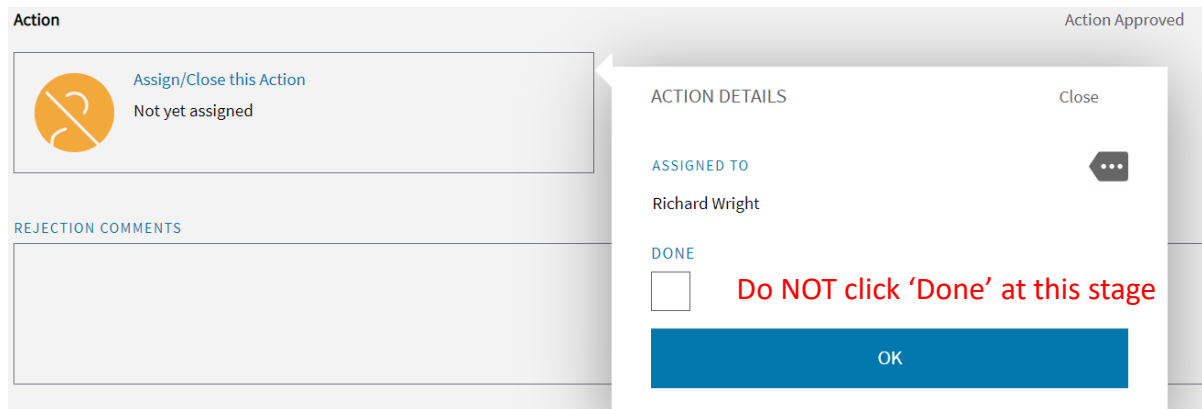 Action
Action Approved
Assign/Close this Action
Not yet assigned
REJECTION COMMENTS
ACTION DETAILS
Close
ASSIGNED TO
Richard Wright
DONE
Do NOT click ‘Done’ at this stage
OK